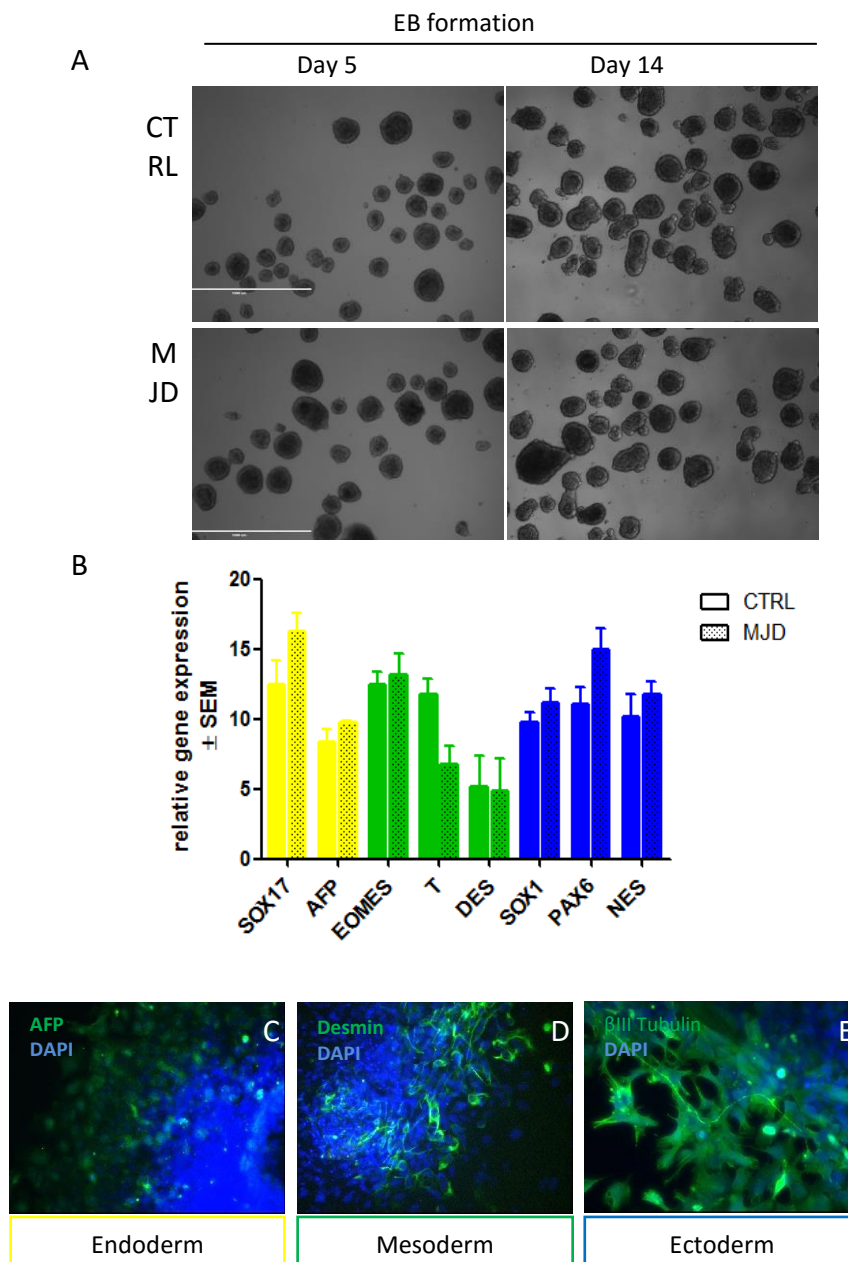 EB formation
A
Day 5
Day 14
CT
RL
M
JD
B
relative gene expression
± SEM
20
15
10
5
0
CTRL
MJD
SOX17
AFP
EOMES
T
DES
SOX1
PAX6
NES
AFP
DAPI
C
Desmin
DAPI
D
βIII Tubulin
DAPI
E
Endoderm
Mesoderm
Ectoderm